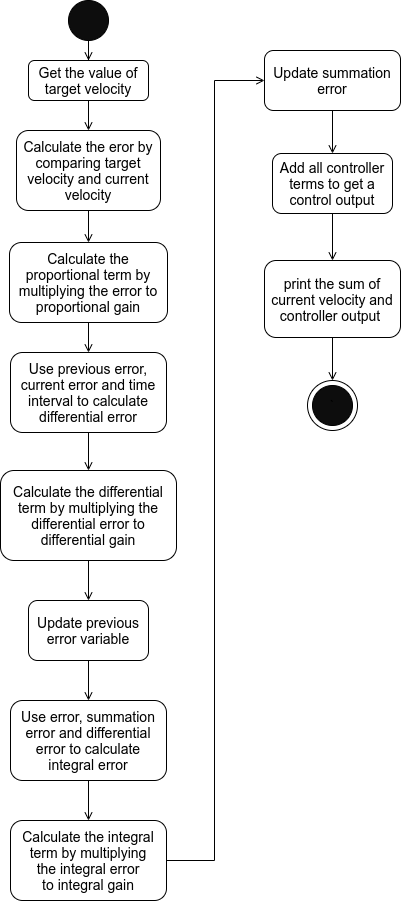 Get the value of
target velocity
Calculate the eror by
comparing target
velocity and current
velocity
Calculate the
proportional term by
multiplying the error to
proportional gain
Use previous error,
current error and time
interval to calculate
differential error
Calculate the differential
term by multiplying the
differential error to
differential gain
Update previous
error variable
Use error, summation
error and differential
error to calculate
integral error
Calculate the integral
term by multiplying
the integral error
to integral gain
Update summation
error
Add all controller
terms to get a
control output
print the sum of
current velocity and
controller output